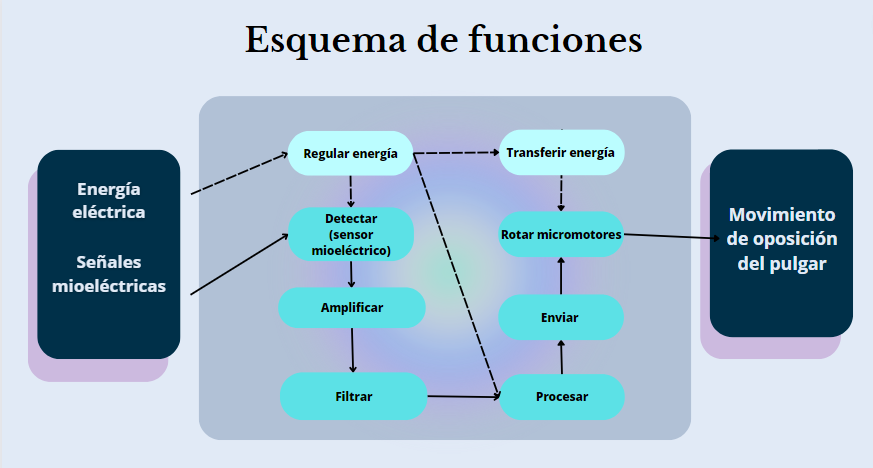 Esquema de funciones
Energía
eléctrica
Señales
mioeléctricas
Regular energía
Detectar
(sensor
mioeléctrico)
Amplificar
Filtrar
Transferir energía
Rotar micromotores
Enviar
Procesar
Movimiento
de oposición
del pulgar